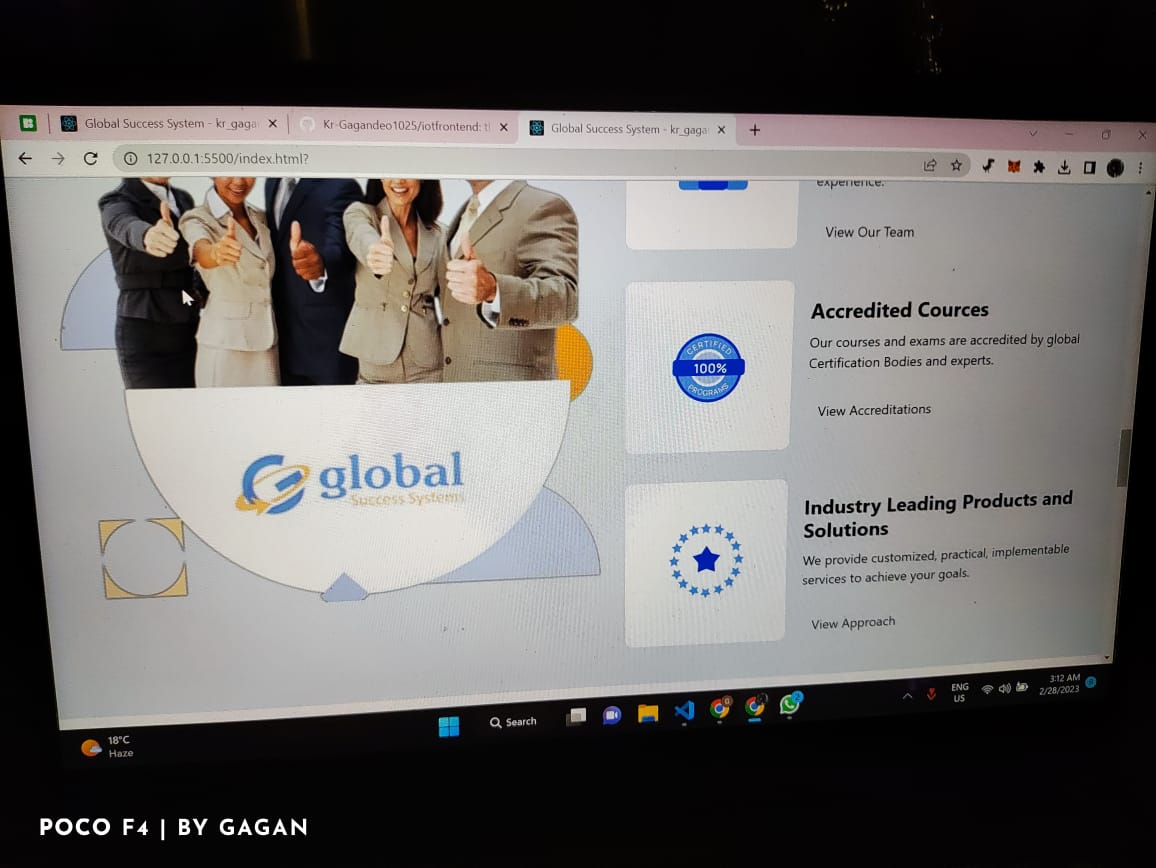 Global Success System - kr_gaga
Kr-Gagandeo1025/iotfrontend: t
Global Success System - kr_gaga
127.0.0.1:5500/index.html?
experience.
View Our Team
Accredited Cources
Our courses and exams are accredited by global
Certification Bodies and experts.
View Accreditations
CERTIFIED
100%
PROGRAMS
global
Success Systems
Industry Leading Products and
Solutions
We provide customized, practical, implementable
services to achieve your goals.
View Approach
18°C
Haze
Search
ENG
US
3:12 AM
2/28/2023
POCO F4 | BY GAGAN